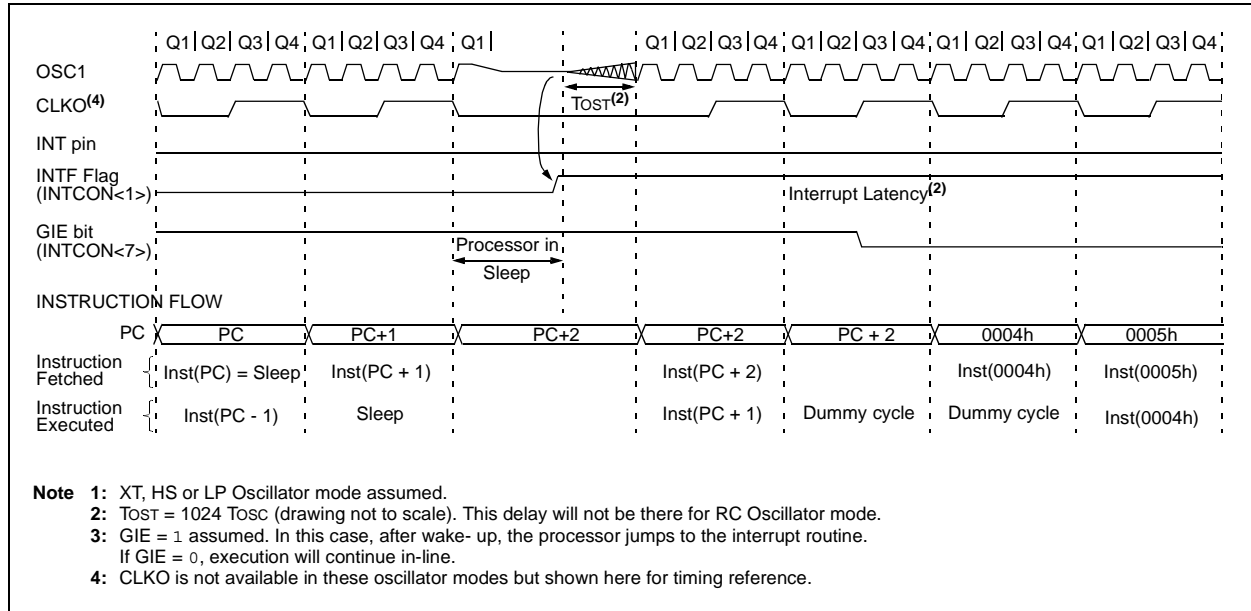 Q1 Q2 Q3 Q4 Q1 Q2 Q3 Q4 Q1 Q1 Q2 Q3 Q4 Q1 Q2 Q3 Q4 Q1 Q2 Q3 Q4 Q1 Q2 Q3 Q4
OSC1
CLKO(4)
TOST(2)
INT pin
INTF Flag
(INTCON<1>)
Interrupt Latency(2)
GIE bit
(INTCON<7>)
Processor in
Sleep
INSTRUCTION FLOW
PC PC PC+1 PC+2 PC+2 PC + 2 0004h 0005h
Instruction
Fetched
Inst(PC) = Sleep Inst(PC + 1) Inst(PC + 2) Inst(0004h) Inst(0005h)
Instruction
Executed
Inst(PC - 1) Sleep Inst(PC + 1) Dummy cycle Dummy cycle Inst(0004h)
Note 1: XT, HS or LP Oscillator mode assumed.
2: TOST = 1024 TOSC (drawing not to scale). This delay will not be there for RC Oscillator mode.
3: GIE = 1 assumed. In this case, after wake- up, the processor jumps to the interrupt routine.
If GIE = 0, execution will continue in-line.
4: CLKO is not available in these oscillator modes but shown here for timing reference.